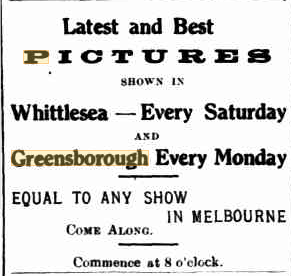 Latest and Best
PICTURES
SHOWN IN
Whittlesea — Every Saturday
AND
Greensborough Every Monday
EQUAL TO ANY SHOW
IN MELBOURNE
COME ALONG.
Commence at 8 o'clock.